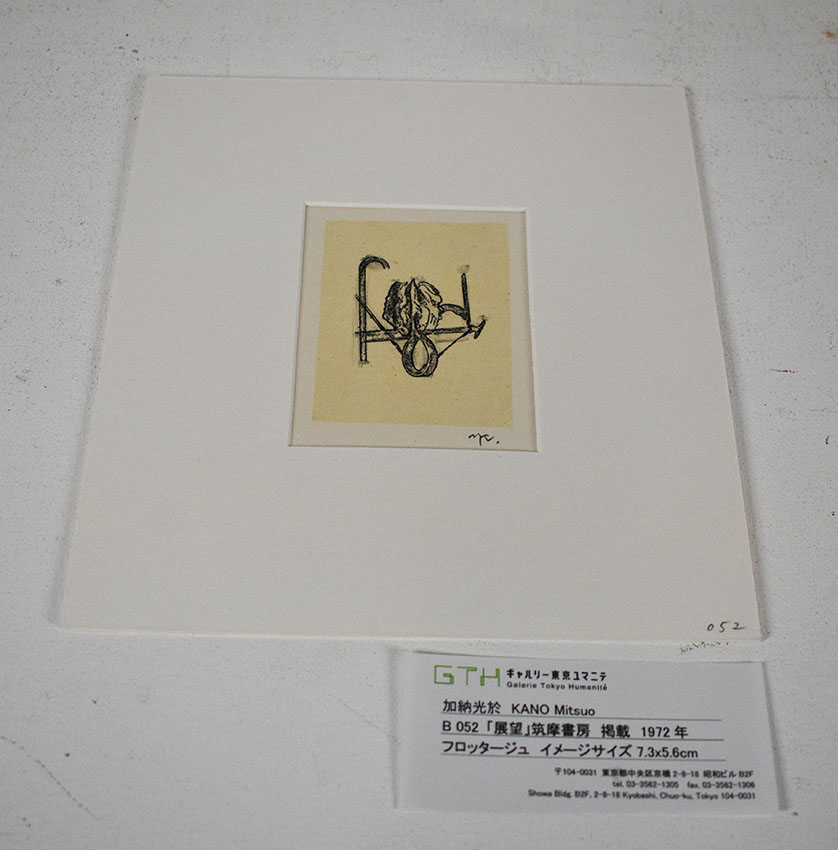 052
GTH ギャルリー東京ユマニテ
Galerie Tokyo Humanité
加納光於 KANO Mitsuo
B 052 「展望」筑摩書房 掲載 1972年
フロッタージュ イメージサイズ 7.3x5.6cm
〒104-0031 東京都中央区京橋 2-8-18 昭和ビル B2F
tel. 03-3562-1305 fax. 03-3562-1306
Showa Bldg. B2F, 2-8-18 Kyobashi, Chuo-ku, Tokyo 104-0031